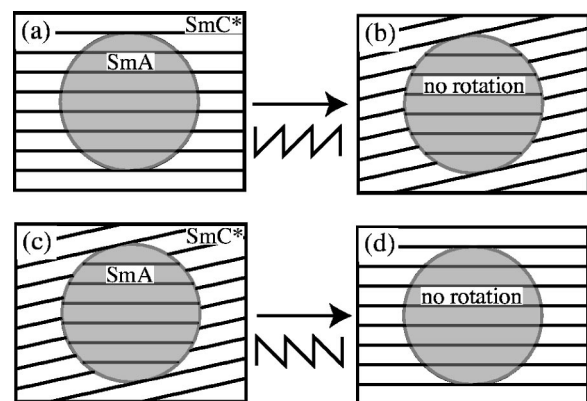 (a)
SmC*
SmA
(b)
no rotation
(c)
SmC*
SmA
(d)
no rotation